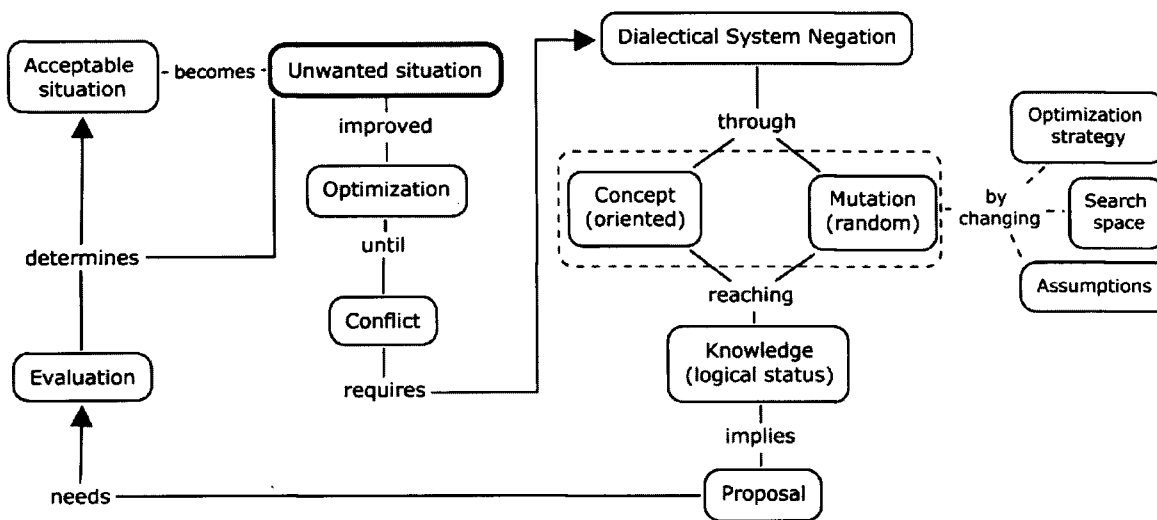 Acceptable
situation
becomes
Unwanted situation
improved
Optimization
until
Conflict
requires
determines
Evaluation
needs
Dialectical System Negation
through
Concept
(oriented)
Mutation
(random)
by
changing
Optimization
strategy
Search
space
Assumptions
reaching
Knowledge
(logical status)
implies
Proposal